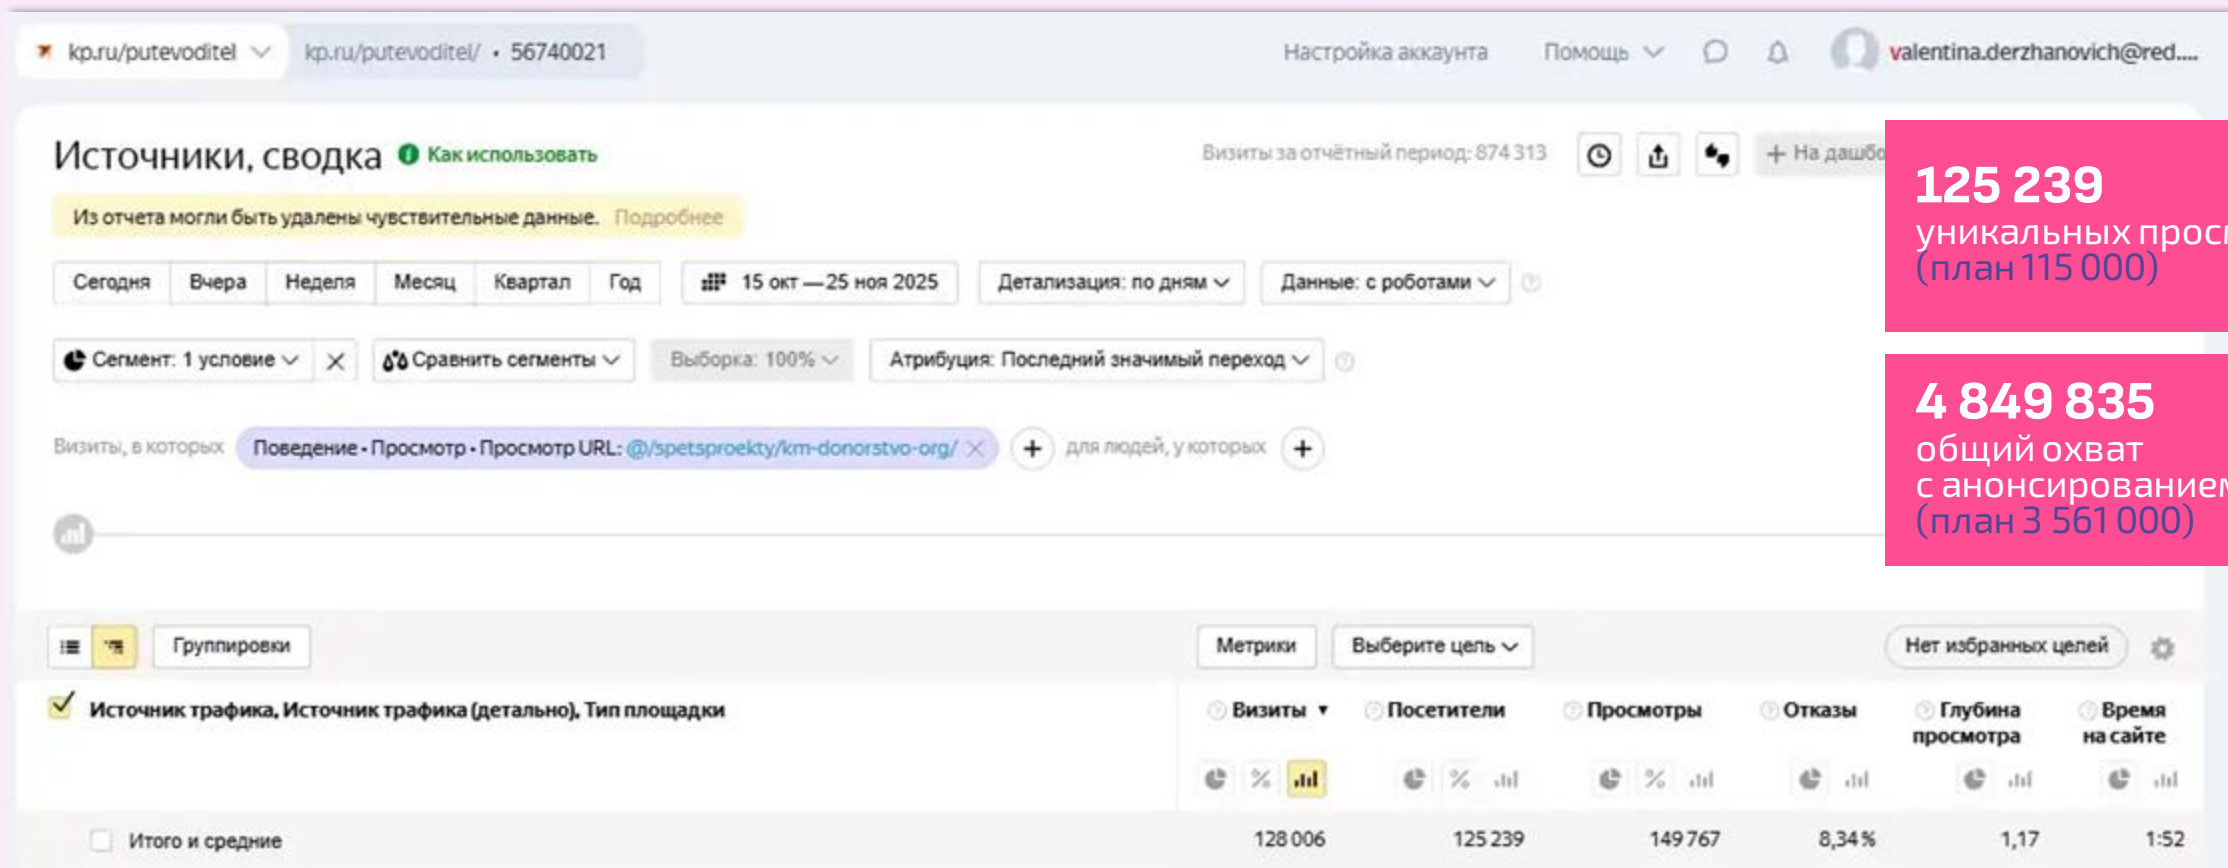 kp.ru/putevoditel
kp.ru/putevoditel/ • 56740021
Настройка аккаунта
Помощь
valentina.derzhanovich@red....
Источники, сводка
Как использовать
Визиты за отчётный период: 874 313
+ На дашбо
Из отчета могли быть удалены чувствительные данные. Подробнее
125 239
уникальных
(план 115 000)
Сегодня Вчера Неделя Месяц Квартал Год
15 окт — 25 ноя 2025
Детализация: по дням
Данные: с роботами
Сегмент: 1 условие
Сравнить сегменты
Выборка: 100%
Атрибуция: Последний значимый переход
4 849 835
общий охват
с анонсированием
(план 3 561 000)
Визиты, в которых Поведение • Просмотр • Просмотр URL: @/spetsproekty/km-donorstvo-org/ × + для людей, у которых +
Группировки
Метрики
Выберите цель
Нет избранных целей
Источник трафика, Источник трафика (детально), Тип площадки
Визиты ▼
Посетители
Просмотры
Отказы
Глубина
просмотра
Время
на сайте
Итого и средние 128 006 125 239 149 767 8,34 % 1,17 1:52